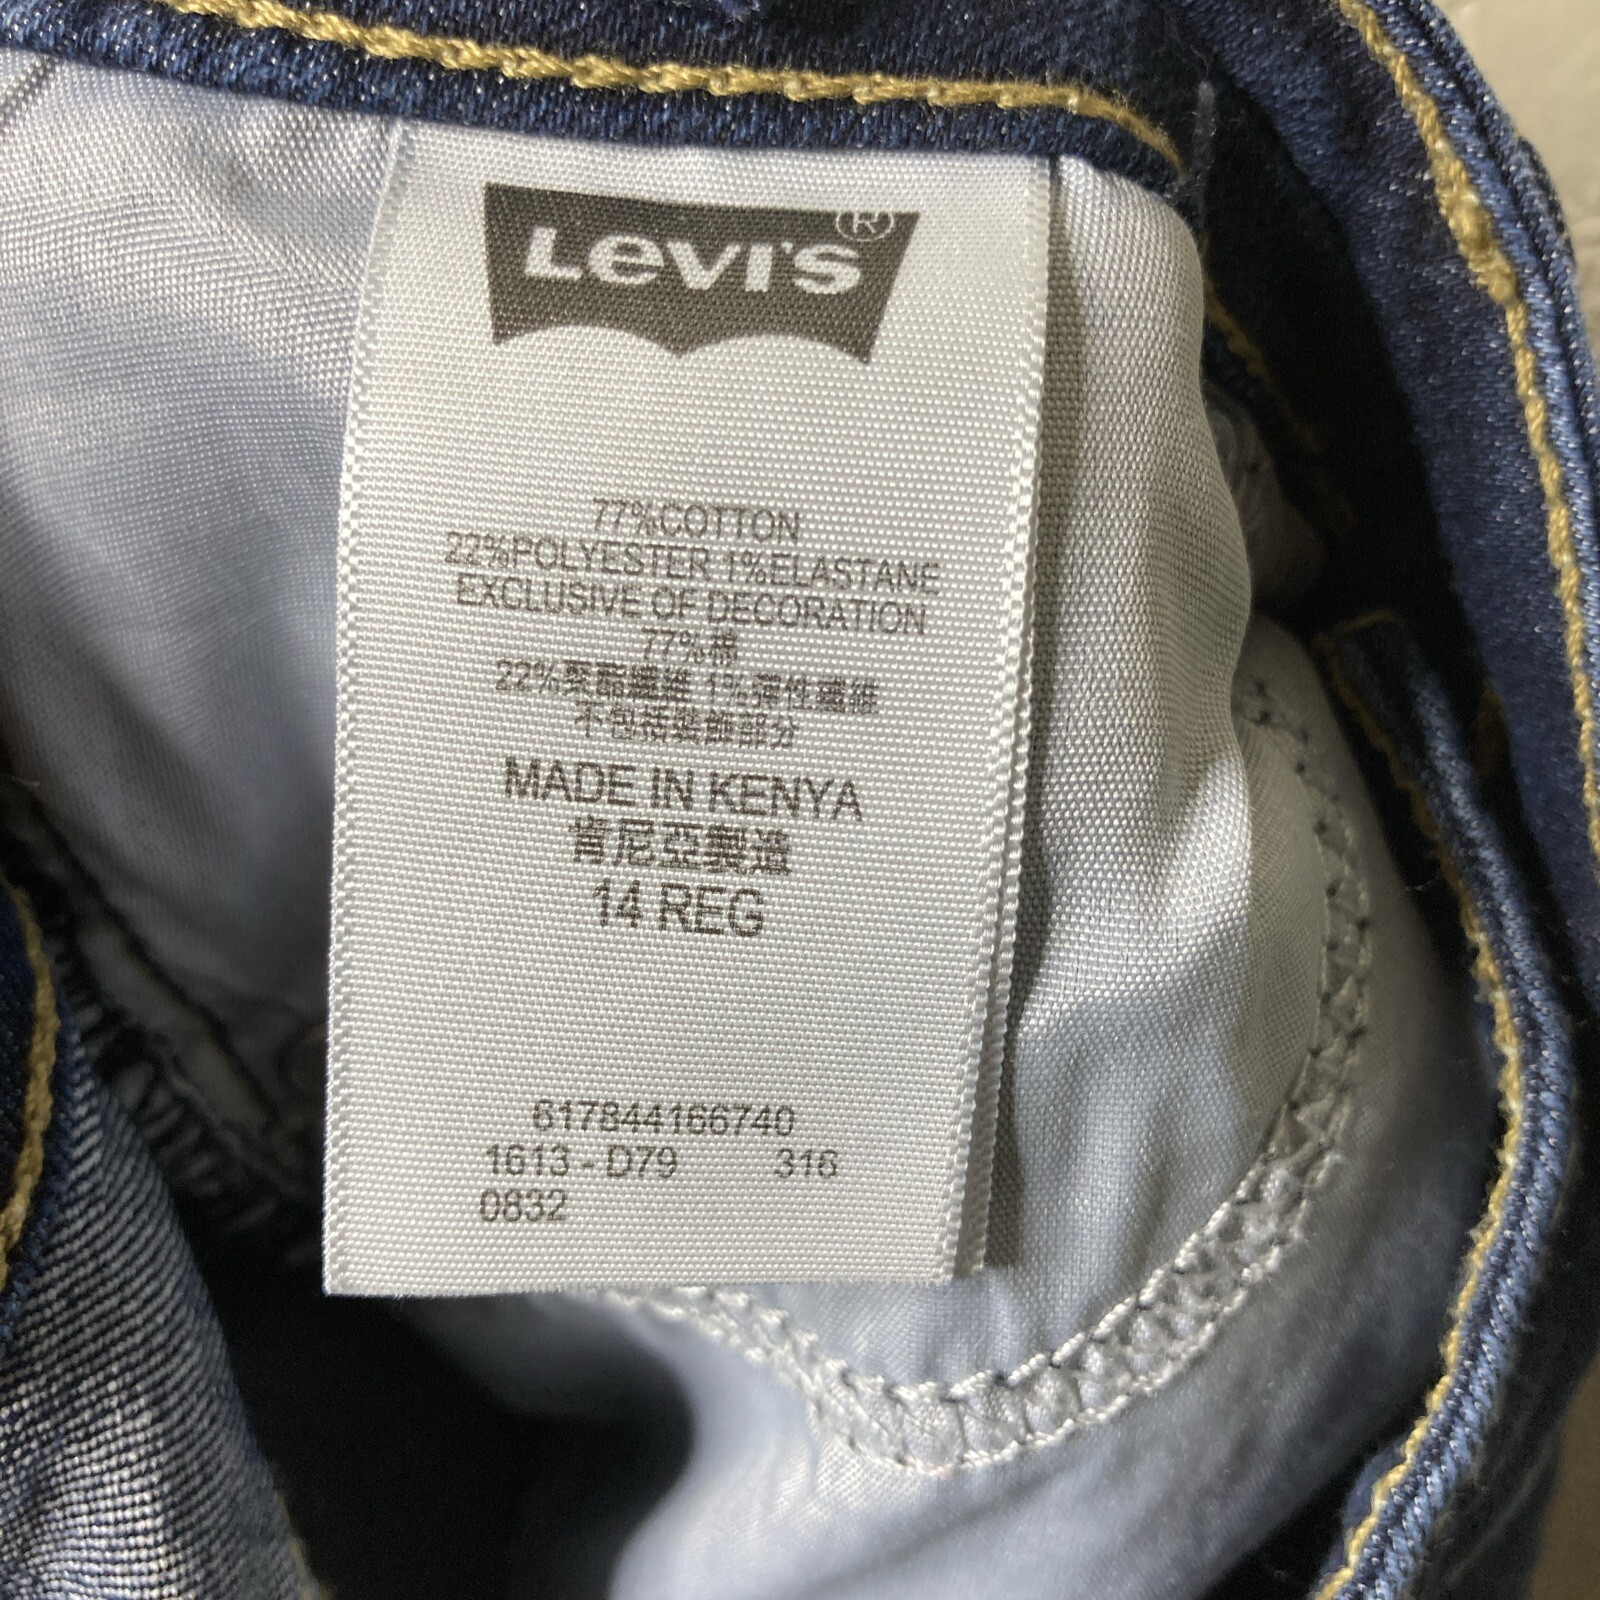 LEVI'S®
77%COTTON
22%POLYESTER 1%ELASTANE
EXCLUSIVE OF DECORATION
77%棉
22%聚酯纖維 1%彈性纖維
不包括裝飾部分
MADE IN KENYA
肯尼亞製造
14 REG
617844166740
1613 - D79 316
0832